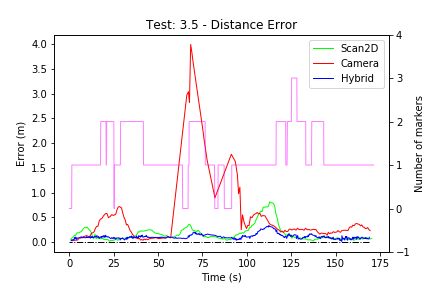 Test: 3.5 - Distance Error
Scan2D
Camera
Hybrid
Error (m)
4.0
3.5
3.0
2.5
2.0
1.5
1.0
0.5
0.0
Number of markers
4
3
2
1
0
−1
0 25 50 75 100 125 150 175
Time (s)